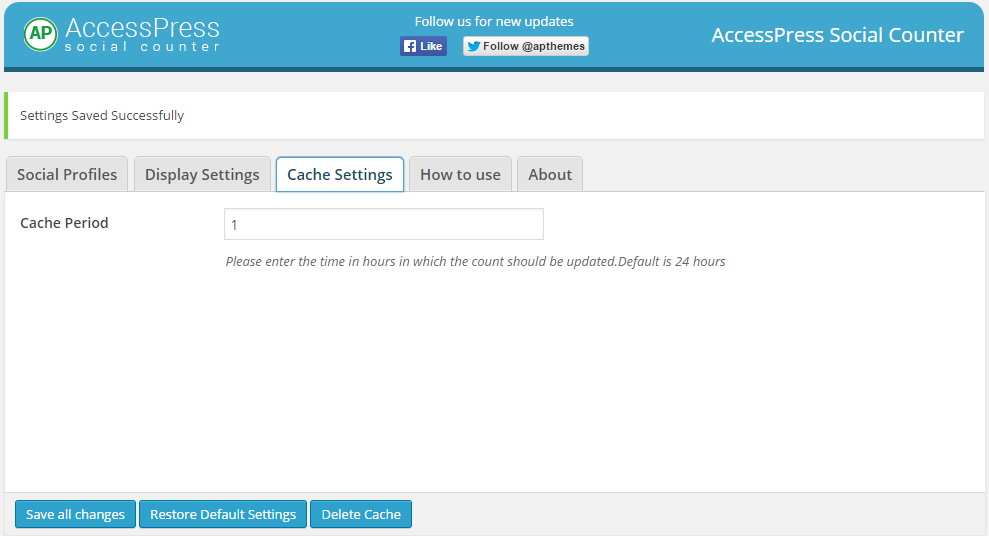 AP AccessPress
social counter
Follow us for new updates
Like Follow @apthemes
AccessPress Social Counter
Settings Saved Successfully
Social Profiles Display Settings Cache Settings How to use About
Cache Period 1
Please enter the time in hours in which the count should be updated.Default is 24 hours
Save all changes Restore Default Settings Delete Cache